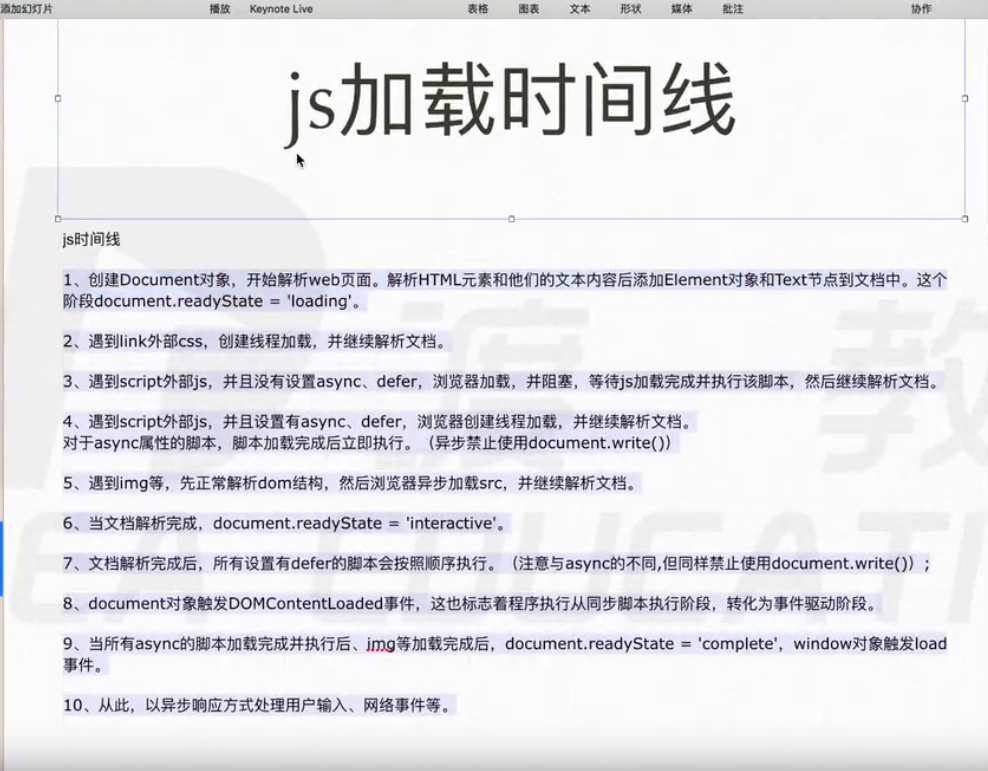 添加幻灯片 播放 Keynote Live 表格 图表 文本 形状 媒体 批注 协作
js加载时间线
js时间线
1、创建Document对象，开始解析web页面。解析HTML元素和他们的文本内容后添加Element对象和Text节点到文档中。这个
阶段document.readyState = 'loading'。
2、遇到link外部css，创建线程加载，并继续解析文档。
3、遇到script外部js，并且没有设置async、defer，浏览器加载，并阻塞，等待js加载完成并执行该脚本，然后继续解析文档。
4、遇到script外部js，并且设置有async、defer，浏览器创建线程加载，并继续解析文档。
对于async属性的脚本，脚本加载完成后立即执行。（异步禁止使用document.write()）
5、遇到img等，先正常解析dom结构，然后浏览器异步加载src，并继续解析文档。
6、当文档解析完成，document.readyState = 'interactive'。
7、文档解析完成后，所有设置有defer的脚本会按照顺序执行。（注意与async的不同,但同样禁止使用document.write()）;
8、document对象触发DOMContentLoaded事件，这也标志着程序执行从同步脚本执行阶段，转化为事件驱动阶段。
9、当所有async的脚本加载完成并执行后、img等加载完成后，document.readyState = 'complete'，window对象触发load
事件。
10、从此，以异步响应方式处理用户输入、网络事件等。
渡 教
EDUCATI